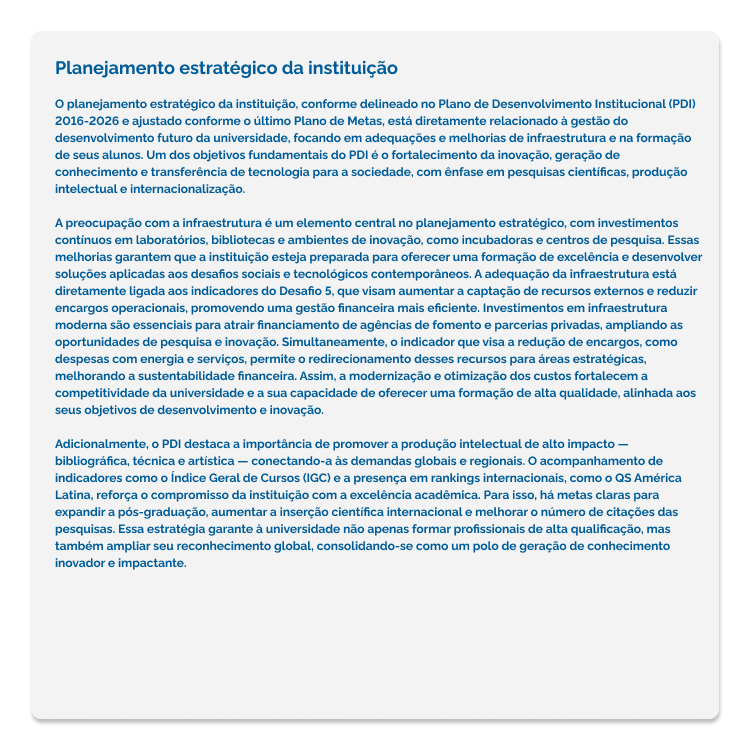 Planejamento estratégico da instituição
O planejamento estratégico da instituição, conforme delineado no Plano de Desenvolvimento Institucional (PDI)
2016-2026 e ajustado conforme o último Plano de Metas, está diretamente relacionado à gestão do
desenvolvimento futuro da universidade, focando em adequações e melhorias de infraestrutura e na formação
de seus alunos. Um dos objetivos fundamentais do PDI é o fortalecimento da inovação, geração de
conhecimento e transferência de tecnologia para a sociedade, com ênfase em pesquisas científicas, produção
intelectual e internacionalização.
A preocupação com a infraestrutura é um elemento central no planejamento estratégico, com investimentos
contínuos em laboratórios, bibliotecas e ambientes de inovação, como incubadoras e centros de pesquisa. Essas
melhorias garantem que a instituição esteja preparada para oferecer uma formação de excelência e desenvolver
soluções aplicadas aos desafios sociais e tecnológicos contemporâneos. A adequação da infraestrutura está
diretamente ligada aos indicadores do Desafio 5, que visam aumentar a captação de recursos externos e reduzir
encargos operacionais, promovendo uma gestão financeira mais eficiente. Investimentos em infraestrutura
moderna são essenciais para atrair financiamento de agências de fomento e parcerias privadas, ampliando as
oportunidades de pesquisa e inovação. Simultaneamente, o indicador que visa a redução de encargos, como
despesas com energia e serviços, permite o redirecionamento desses recursos para áreas estratégicas,
melhorando a sustentabilidade financeira. Assim, a modernização e otimização dos custos fortalecem a
competitividade da universidade e a sua capacidade de oferecer uma formação de alta qualidade, alinhada aos
seus objetivos de desenvolvimento e inovação.
Adicionalmente, o PDI destaca a importância de promover a produção intelectual de alto impacto —
bibliográfica, técnica e artística — conectando-a às demandas globais e regionais. O acompanhamento de
indicadores como o Índice Geral de Cursos (IGC) e a presença em rankings internacionais, como o QS América
Latina, reforça o compromisso da instituição com a excelência acadêmica. Para isso, há metas claras para
expandir a pós-graduação, aumentar a inserção científica internacional e melhorar o número de citações das
pesquisas. Essa estratégia garante à universidade não apenas formar profissionais de alta qualificação, mas
também ampliar seu reconhecimento global, consolidando-se como um polo de geração de conhecimento
inovador e impactante.